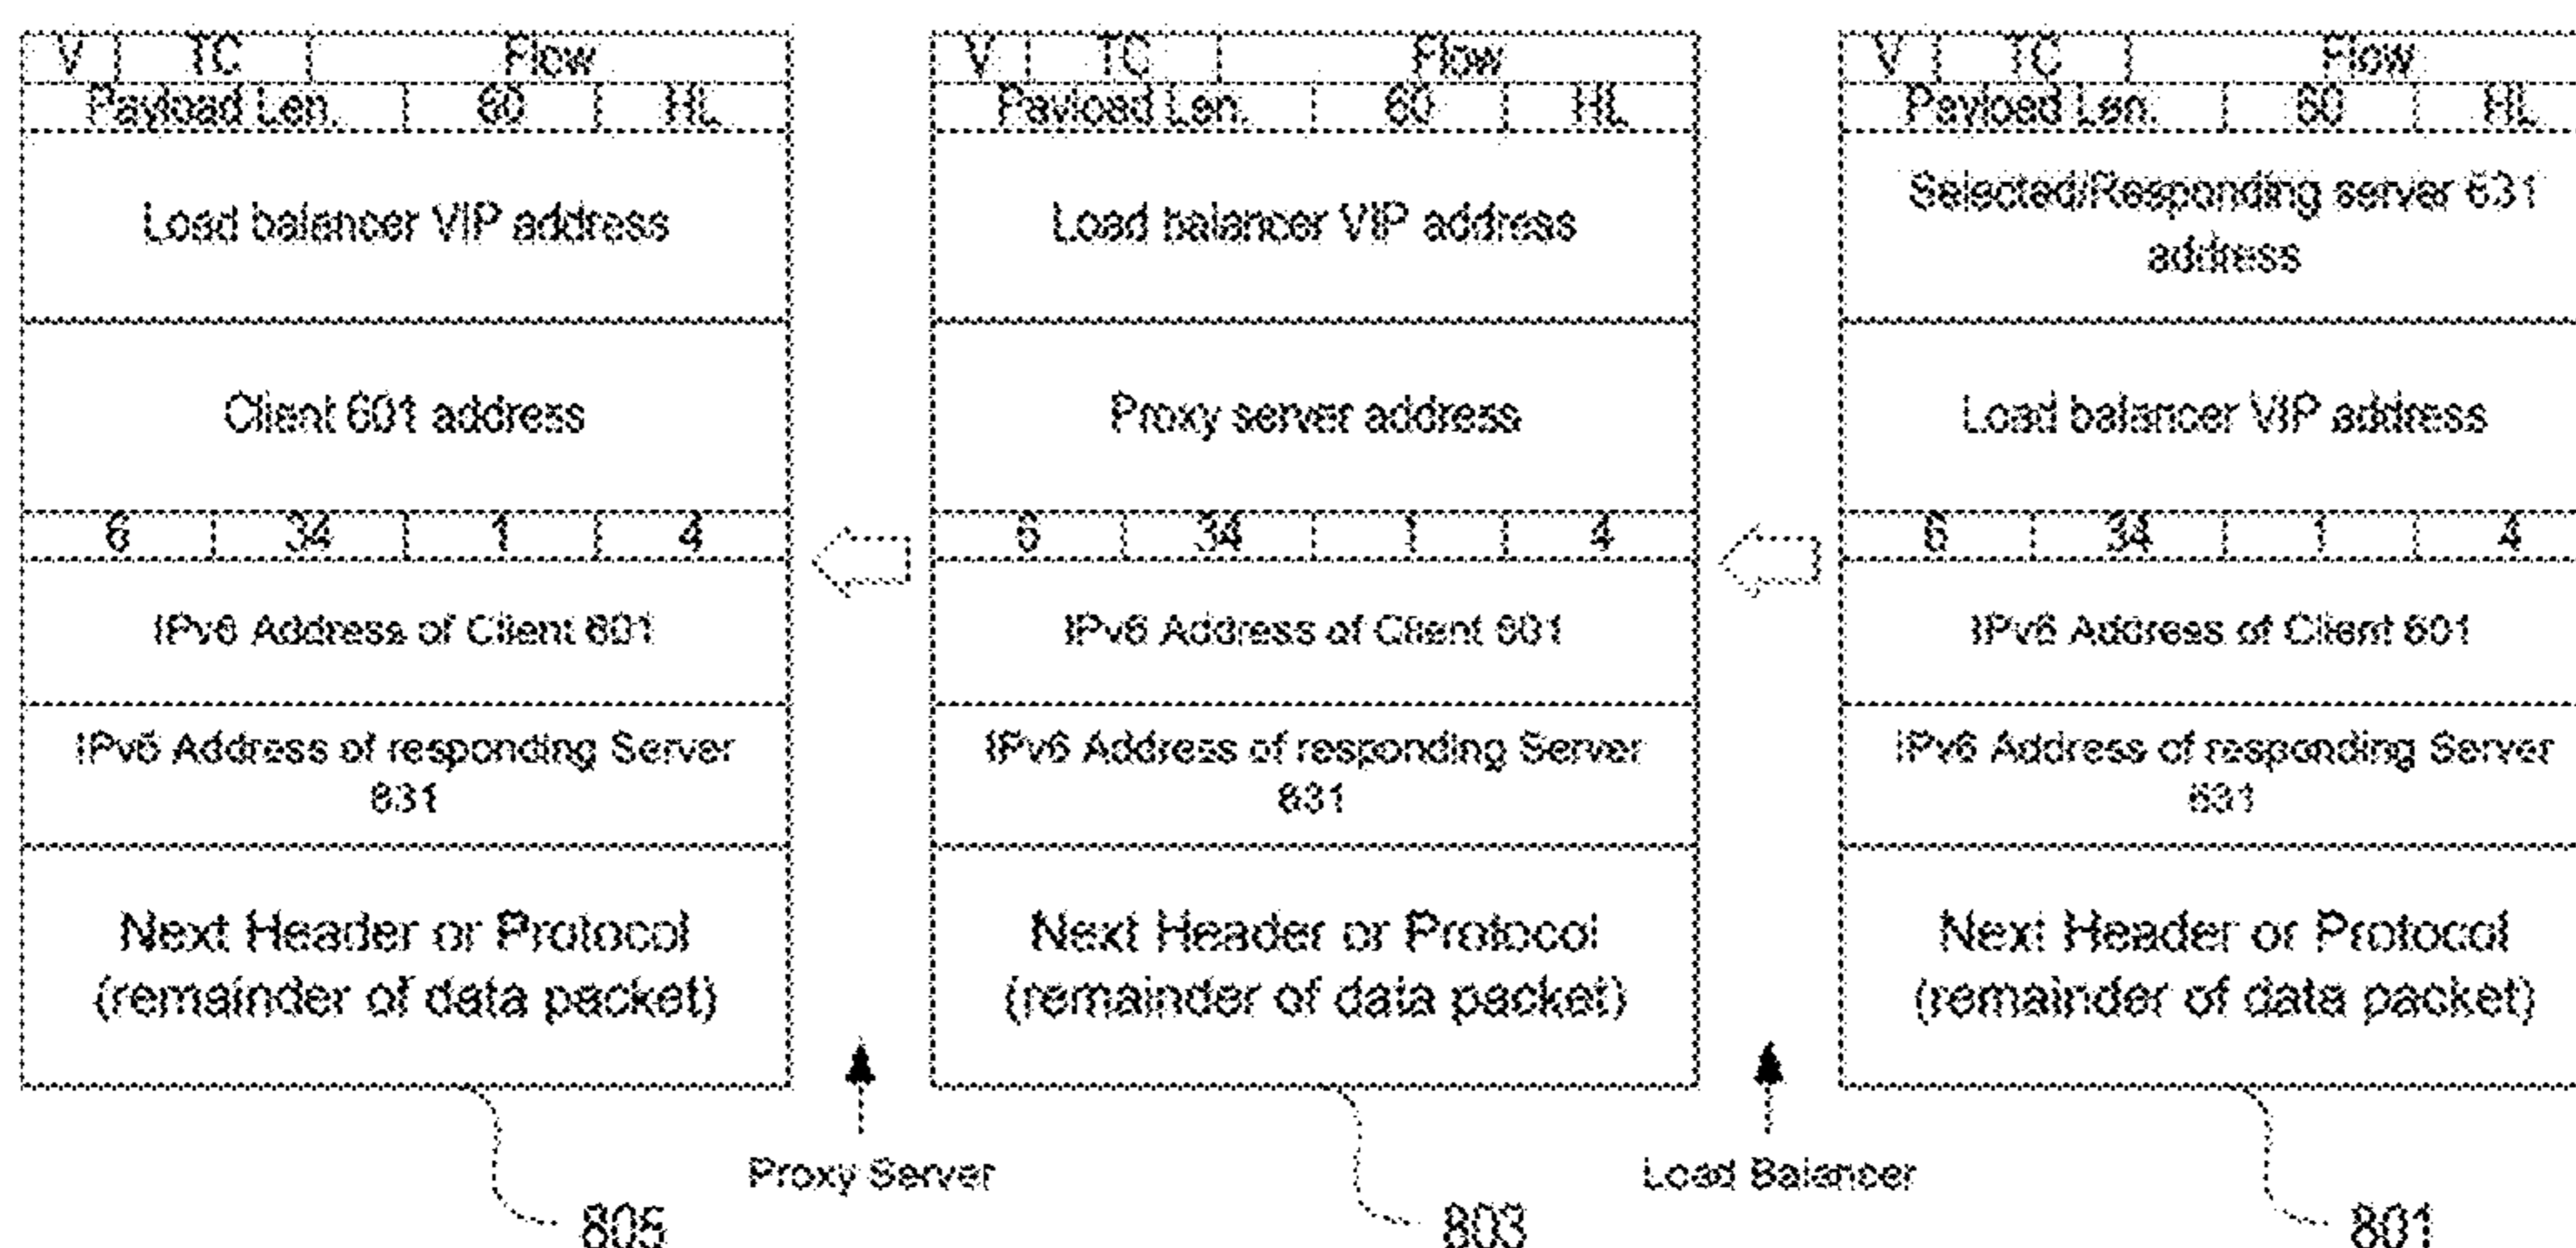 V TC Flow
Payload Len. 60 HL
Load balancer VIP address
Client 601 address
6 34 1 4
IPv6 Address of Client 601
IPv6 Address of responding Server
631
Next Header or Protocol
(remainder of data packet)
805
Proxy Server
V TC Flow
Payload Len. 60 HL
Load balancer VIP address
Proxy server address
6 34 1 4
IPv6 Address of Client 601
IPv6 Address of responding Server
631
Next Header or Protocol
(remainder of data packet)
803
Load Balancer
V TC Flow
Payload Len. 60 HL
Selected/Responding server 631
address
Load balancer VIP address
6 34 1 4
IPv6 Address of Client 601
IPv6 Address of responding Server
631
Next Header or Protocol
(remainder of data packet)
801